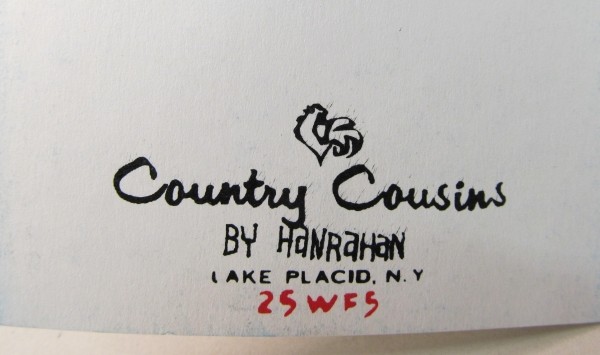 Country Cousins
BY HANRAHAN
LAKE PLACID, N.Y
25WFS